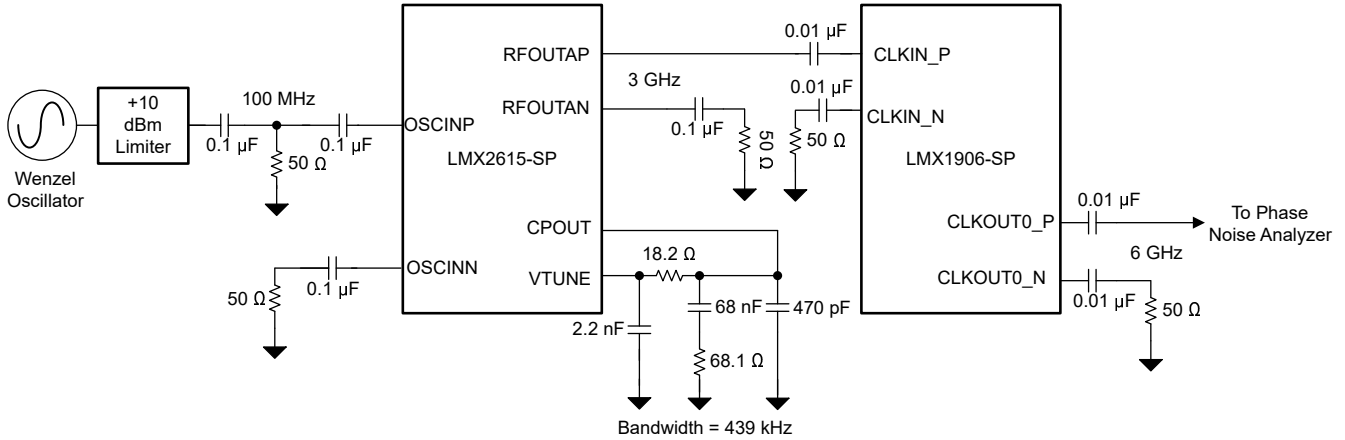 Wenzel
Oscillator
+10
dBm
Limiter
0.1 µF
100 MHz
50 Ω
0.1 µF
OSCINP
50 Ω
0.1 µF
OSCINN
LMX2615-SP
RFOUTAP
RFOUTAN
CPOUT
VTUNE
3 GHz
0.1 µF
50 Ω
18.2 Ω
2.2 nF
68 nF
470 pF
68.1 Ω
Bandwidth = 439 kHz
0.01 µF
0.01 µF
50 Ω
CLKIN_P
CLKIN_N
LMX1906-SP
CLKOUT0_P
CLKOUT0_N
0.01 µF
6 GHz
0.01 µF
50 Ω
To Phase
Noise Analyzer